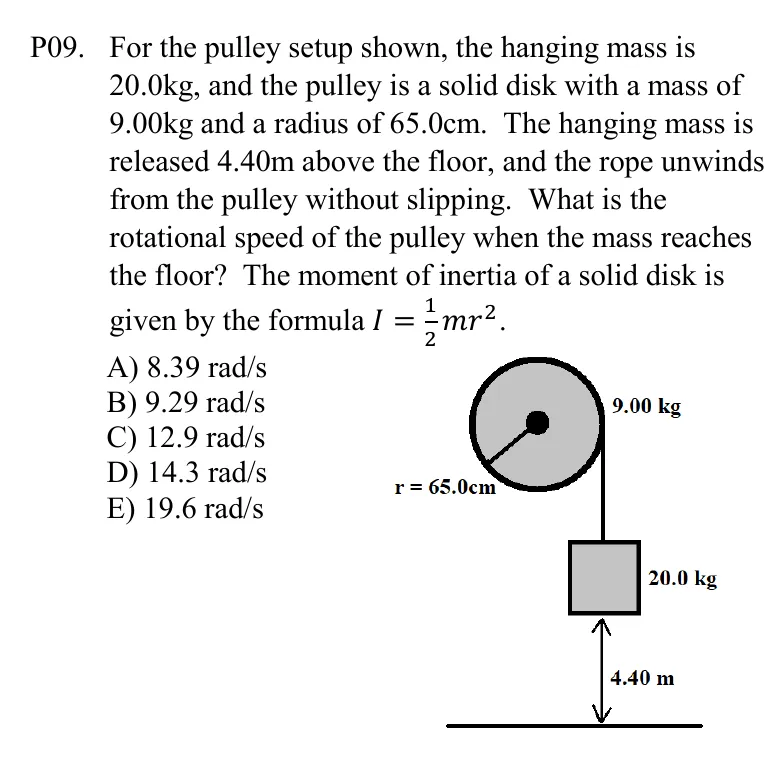 P09. For the pulley setup shown, the hanging mass is
20.0kg, and the pulley is a solid disk with a mass of
9.00kg and a radius of 65.0cm. The hanging mass is
released 4.40m above the floor, and the rope unwinds
from the pulley without slipping. What is the
rotational speed of the pulley when the mass reaches
the floor? The moment of inertia of a solid disk is
given by the formula I = 1/2 mr².
A) 8.39 rad/s
B) 9.29 rad/s
C) 12.9 rad/s
D) 14.3 rad/s
E) 19.6 rad/s
9.00 kg
r = 65.0cm
20.0 kg
4.40 m